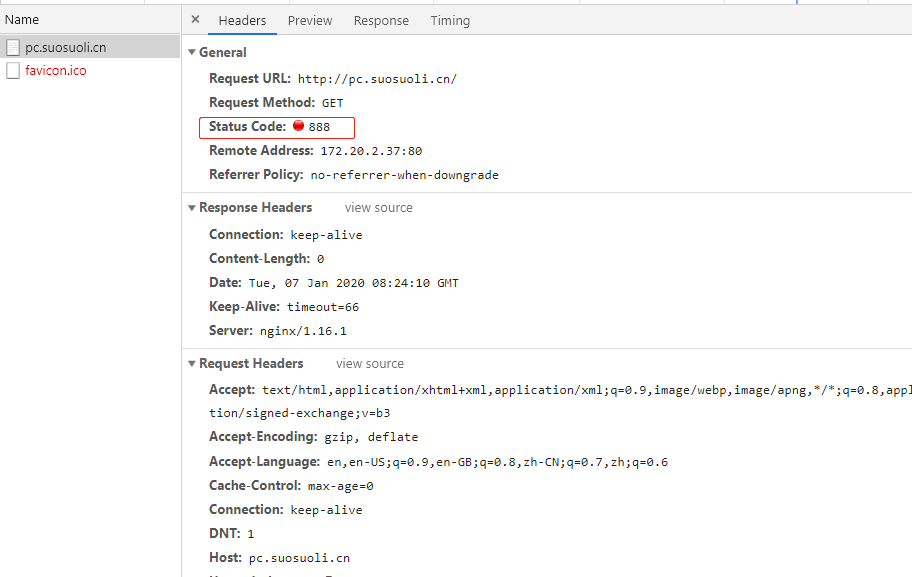 Name
pc.suosuoli.cn
favicon.ico
× Headers Preview Response Timing
General
Request URL: http://pc.suosuoli.cn/
Request Method: GET
Status Code: 888
Remote Address: 172.20.2.37:80
Referrer Policy: no-referrer-when-downgrade
Response Headers view source
Connection: keep-alive
Content-Length: 0
Date: Tue, 07 Jan 2020 08:24:10 GMT
Keep-Alive: timeout=66
Server: nginx/1.16.1
Request Headers view source
Accept: text/html,application/xhtml+xml,application/xml;q=0.9,image/webp,image/apng,*/*;q=0.8,appl
tion/signed-exchange;v=b3
Accept-Encoding: gzip, deflate
Accept-Language: en,en-US;q=0.9,en-GB;q=0.8,zh-CN;q=0.7,zh;q=0.6
Cache-Control: max-age=0
Connection: keep-alive
DNT: 1
Host: pc.suosuoli.cn